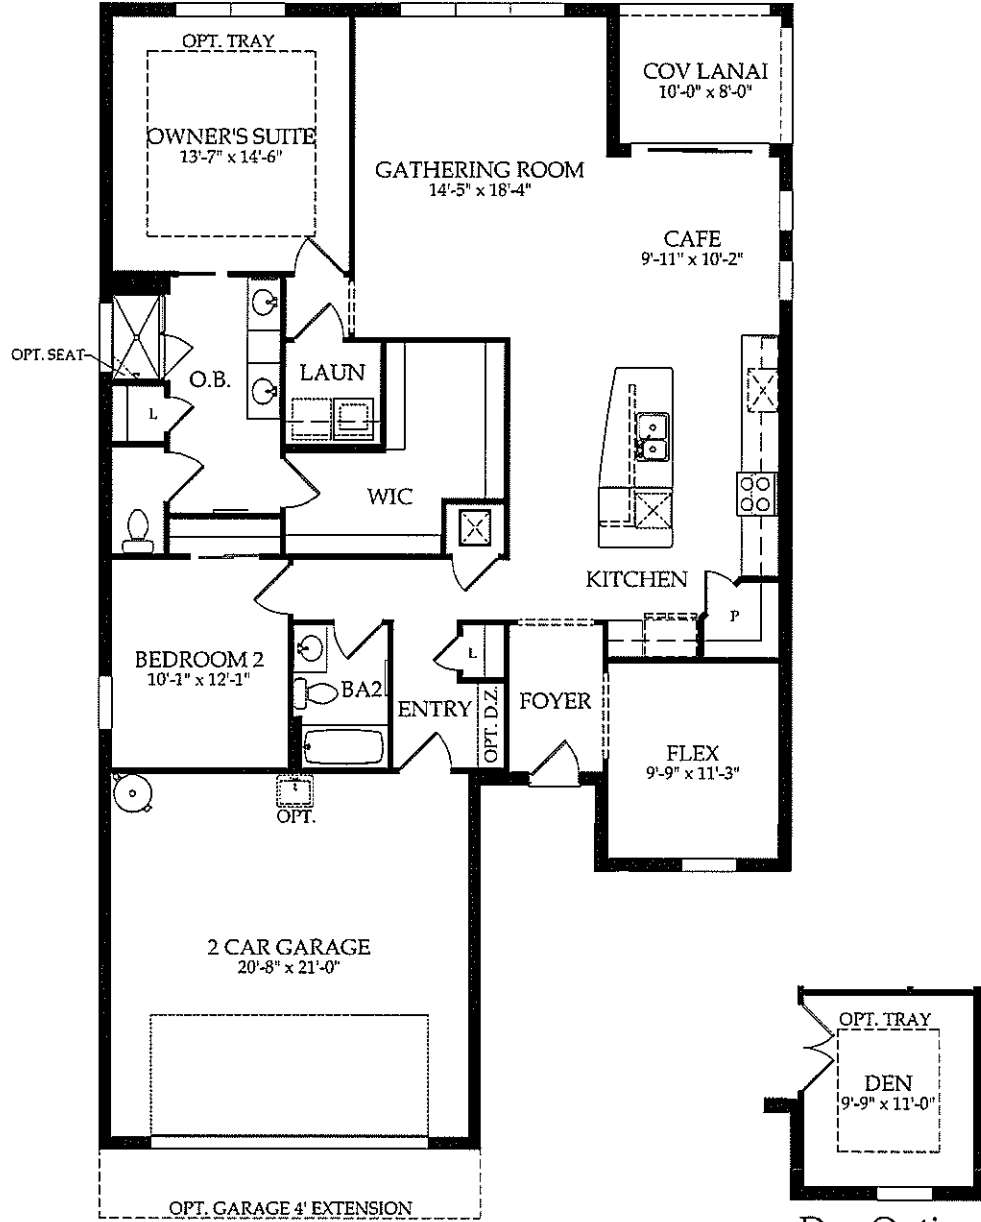 OPT. TRAY
OWNER'S SUITE
13'-7" x 14'-6"
GATHERING ROOM
14'-5" x 18'-4"
COV LANAI
10'-0" x 8'-0"
CAFE
9'-11" x 10'-2"
OPT. SEAT
O.B.
L
LAUN
WIC
KITCHEN
P
BEDROOM 2
10'-1" x 12'-1"
BA2
L
ENTRY
OPT. D.Z.
FOYER
FLEX
9'-9" x 11'-3"
OPT.
2 CAR GARAGE
20'-8" x 21'-0"
OPT. GARAGE 4' EXTENSION
OPT. TRAY
DEN
9'-9" x 11'-0"